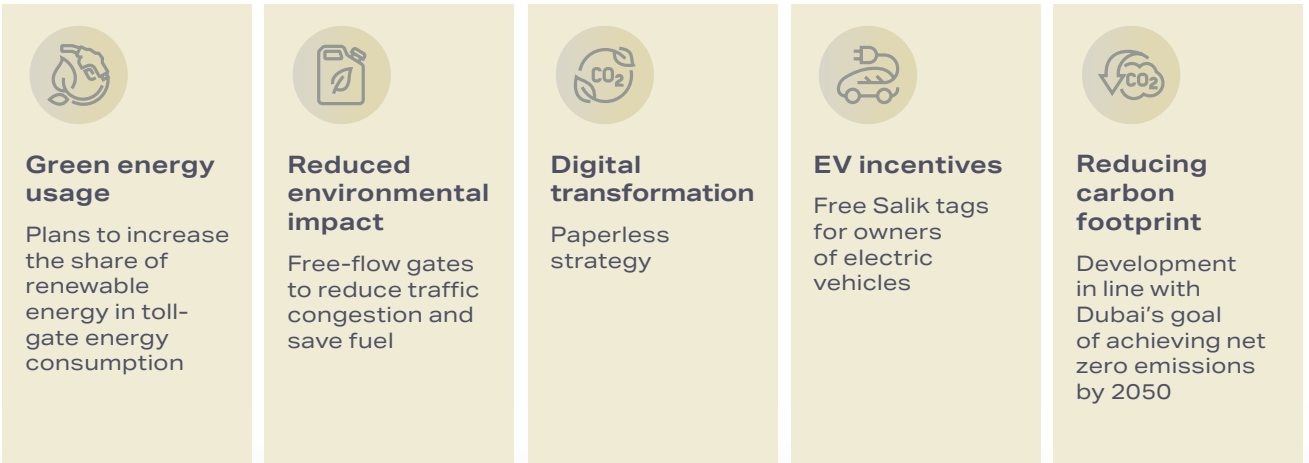 Green energy
usage
Plans to increase
the share of
renewable
energy in toll-
gate energy
consumption
Reduced
environmental
impact
Free-flow gates
to reduce traffic
congestion and
save fuel
CO2
Digital
transformation
Paperless
strategy
EV incentives
Free Salik tags
for owners
of electric
vehicles
CO2
Reducing
carbon
footprint
Development
in line with
Dubai's goal
of achieving net
zero emissions
by 2050